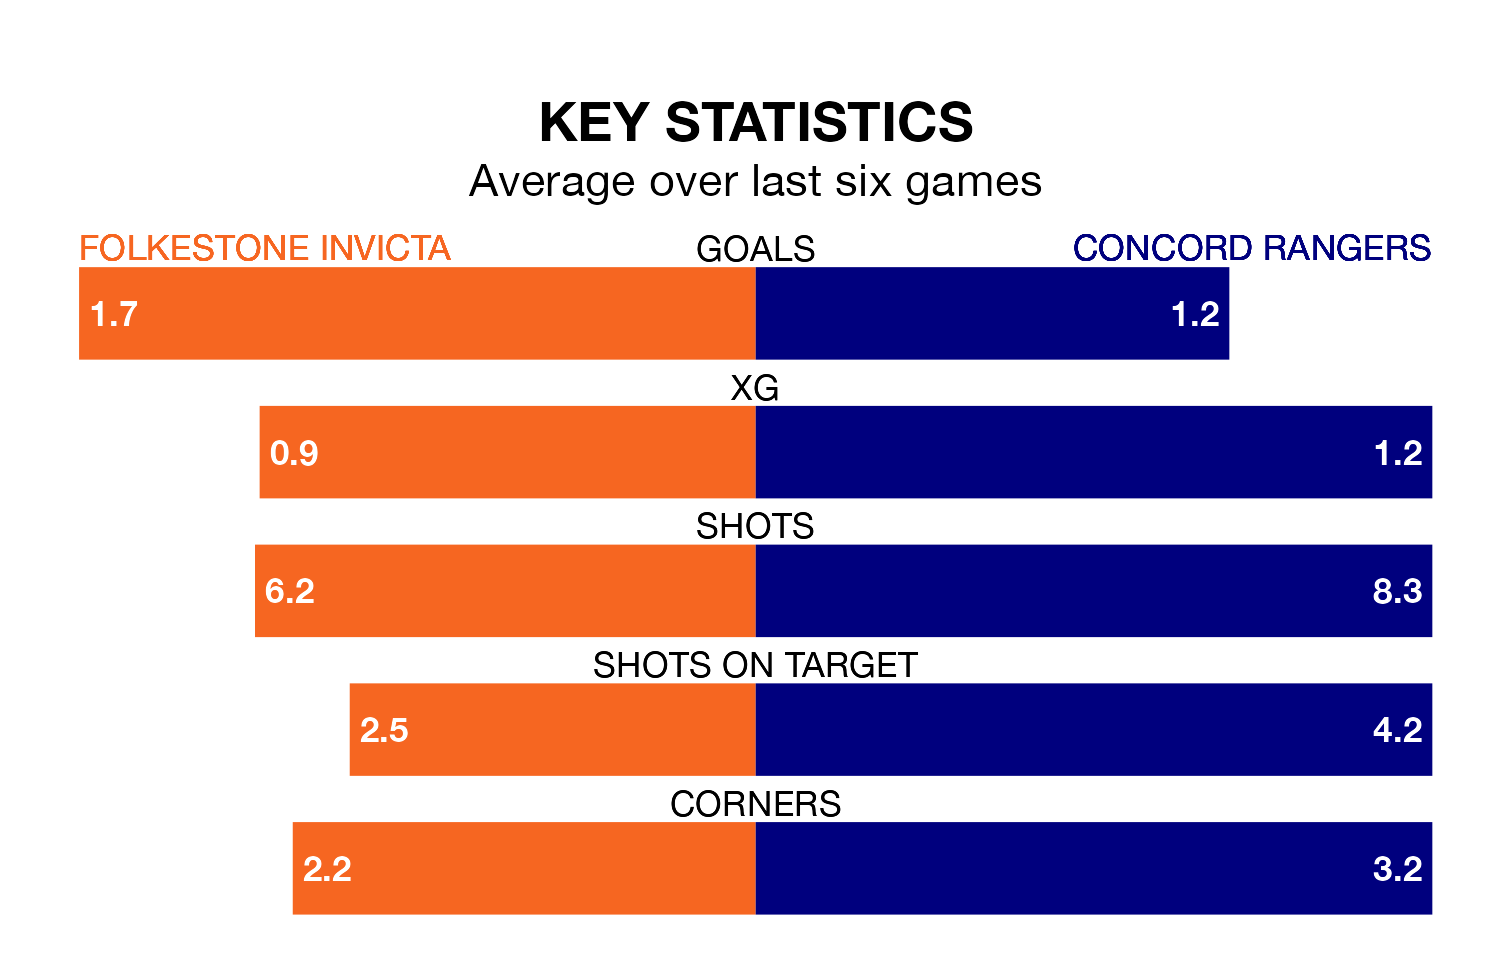 KEY STATISTICS
Average over last six games
FOLKESTONE INVICTA GOALS CONCORD RANGERS
1.7 1.2
XG
0.9 1.2
SHOTS
6.2 8.3
SHOTS ON TARGET
2.5 4.2
CORNERS
2.2 3.2